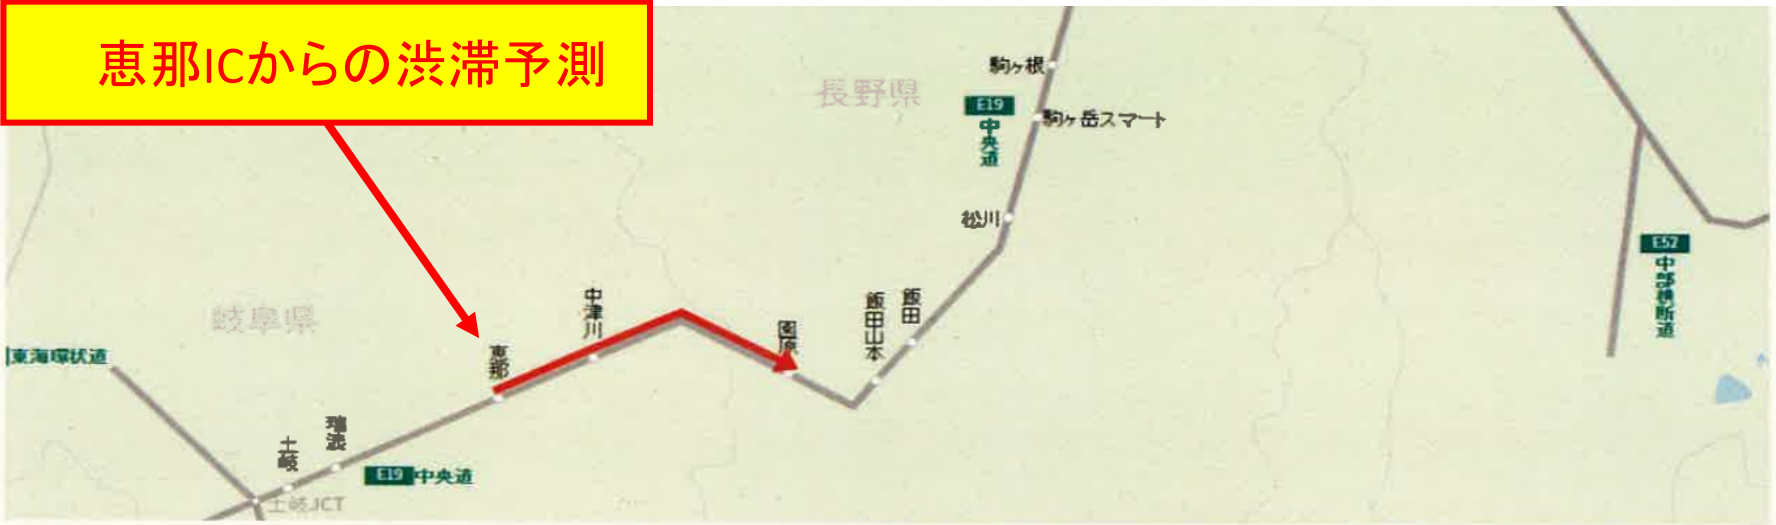 恵那ICからの渋滞予測
長野県
駒ヶ根
E19
中央道
駒ヶ岳スマート
松川
E52
中部横断道
岐阜県
中津川
園原
飯田山本
飯田
東海環状道
恵那
瑞浪
土岐
E19 中央道
土岐JCT